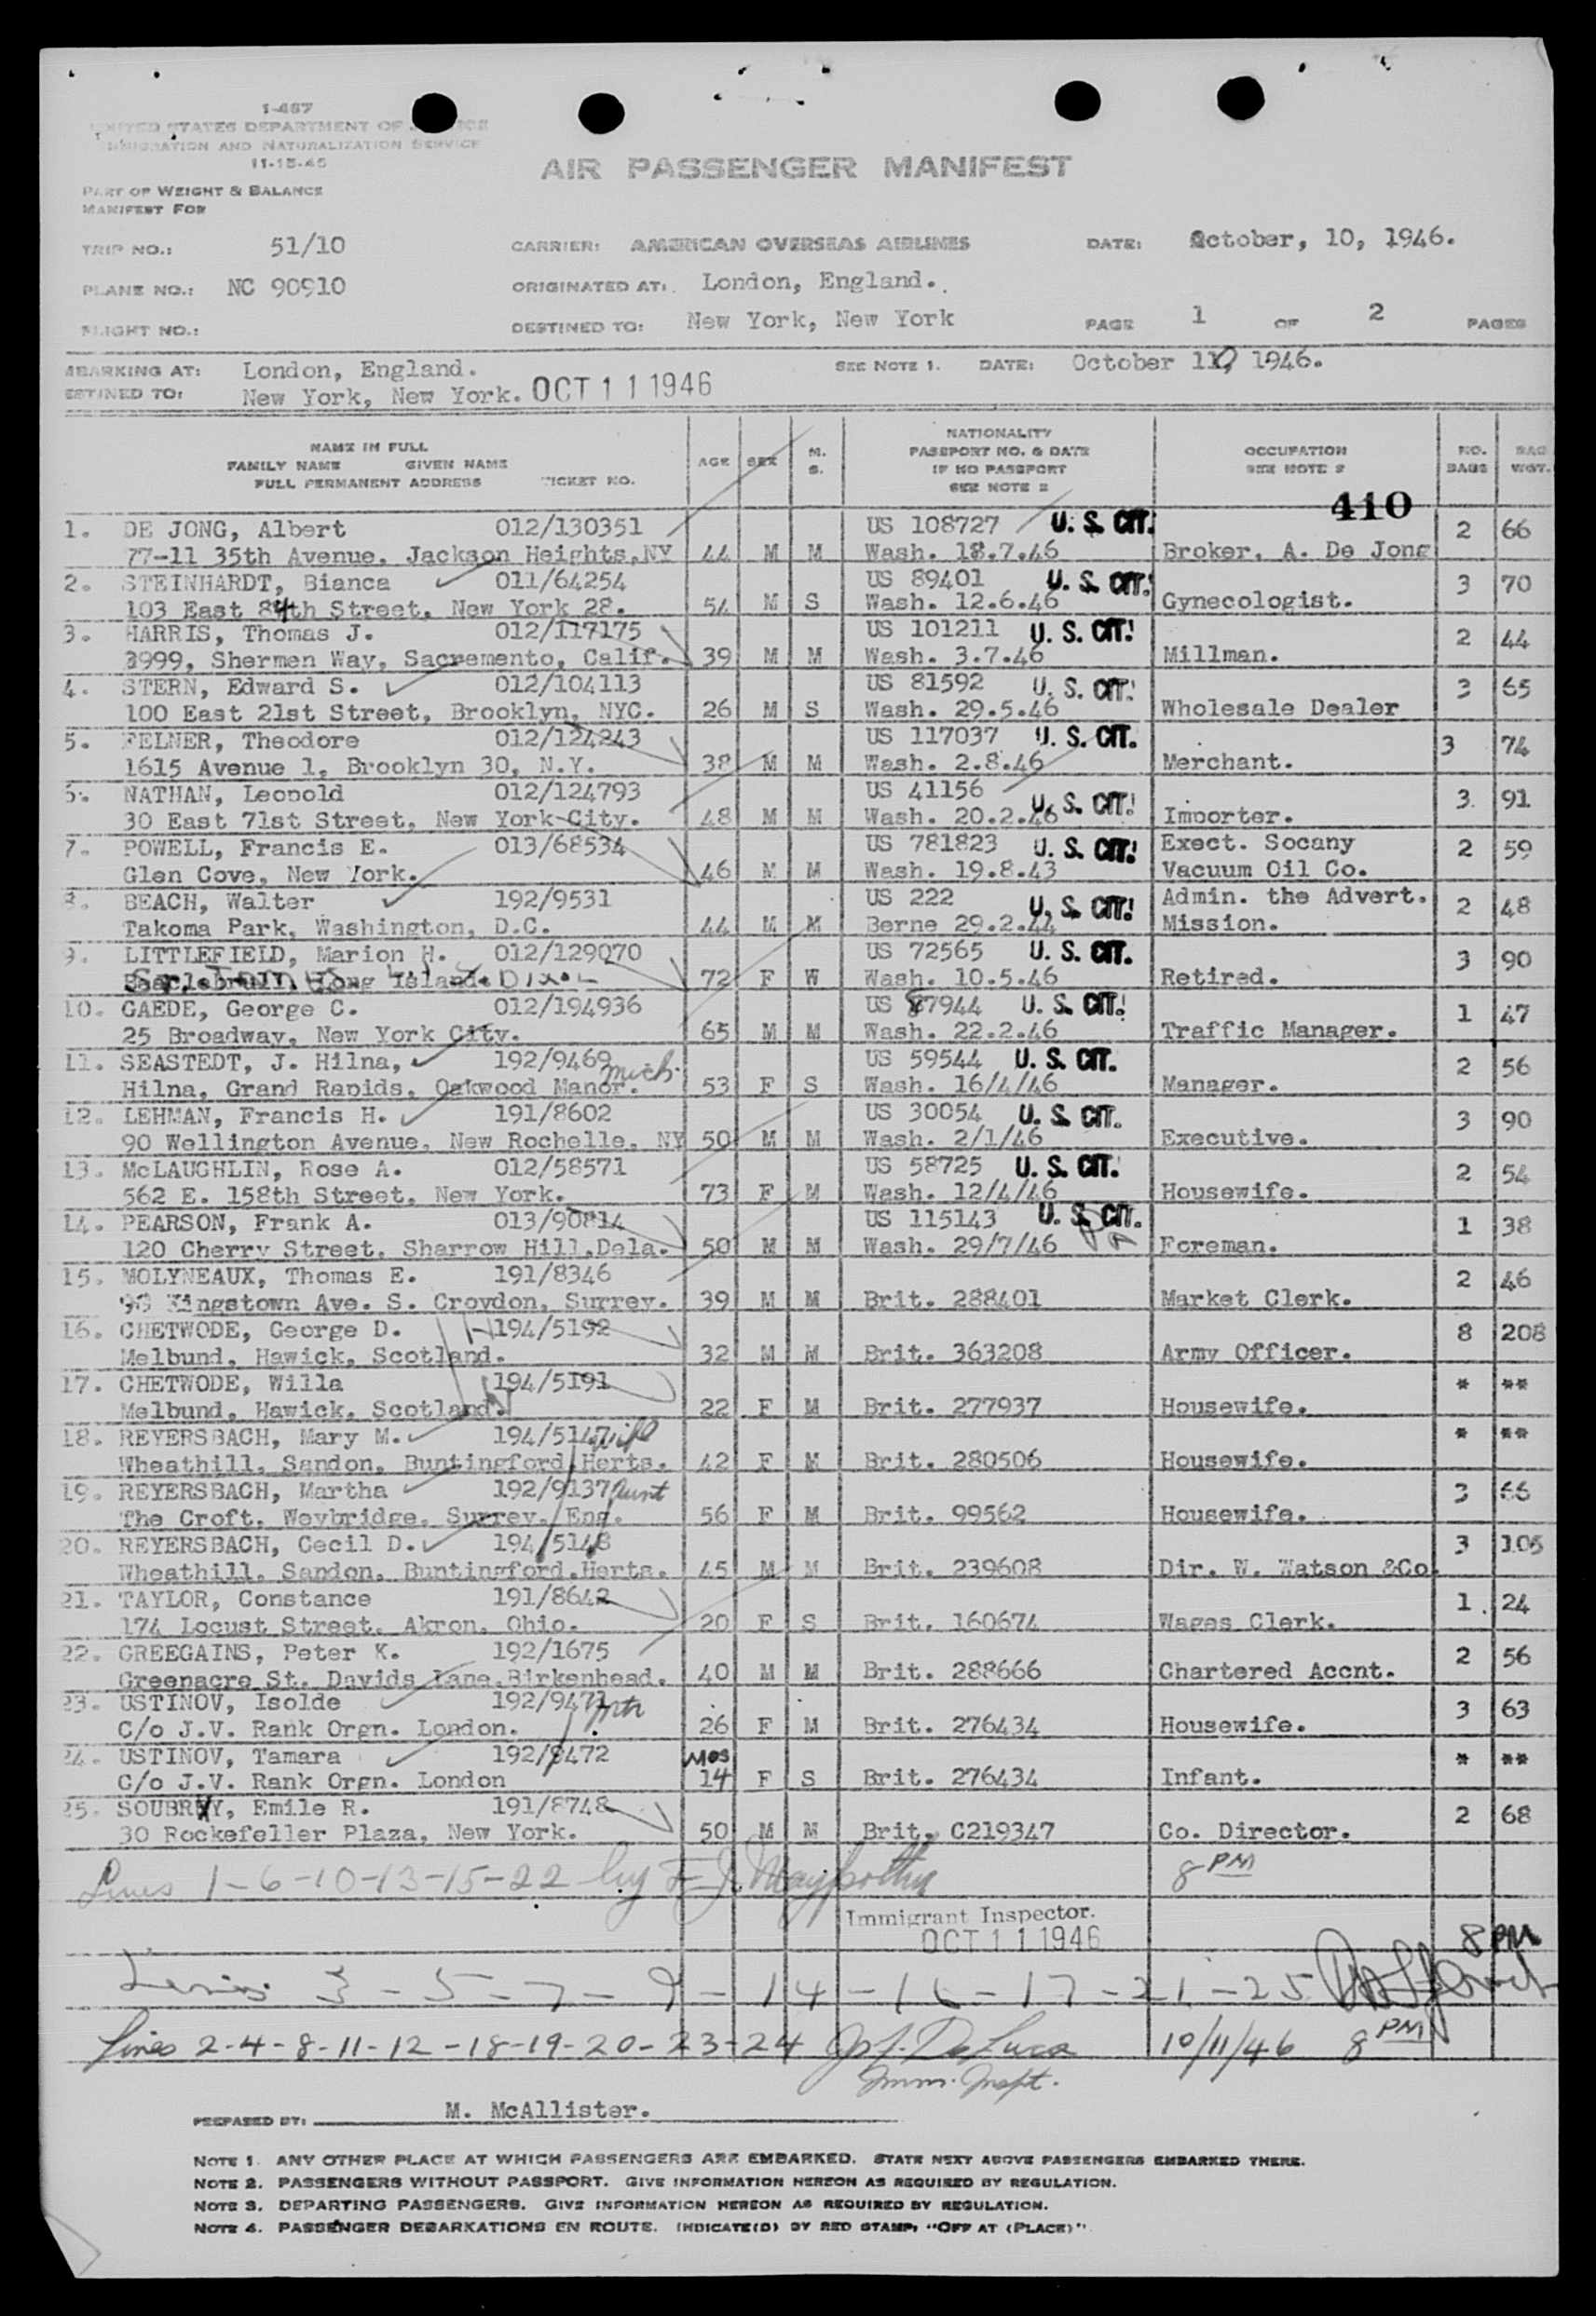 I-467
UNITED STATES DEPARTMENT OF JUSTICE
IMMIGRATION AND NATURALIZATION SERVICE
11-15-45
AIR PASSENGER MANIFEST
PART OF WEIGHT & BALANCE
MANIFEST FOR
TRIP NO.: 51/10 CARRIER: AMERICAN OVERSEAS AIRLINES DATE: October, 10, 1946.
PLANE NO.: NC 90910 ORIGINATED AT: London, England.
FLIGHT NO.: DESTINED TO: New York, New York PAGE 1 OF 2 PAGES
MBARKING AT: London, England. SEE NOTE 1. DATE: October 110, 1946.
ESTINED TO: New York, New York. OCT 11 1946
NAME IN FULL
FAMILY NAME GIVEN NAME
FULL PERMANENT ADDRESS TICKET NO. AGE SEX M. S. NATIONALITY PASSPORT NO. & DATE IF NO PASSPORT SEE NOTE 2 OCCUPATION SEE NOTE 3 NO. BAGS BAG WGT.
410
1. DE JONG, Albert 012/130351 US 108727 U. S. CIT. 2 66
77-11 35th Avenue, Jackson Heights,NY 44 M M Wash. 18.7.46 Broker, A. De Jong
2. STEINHARDT, Bianca 011/64254 US 89401 U. S. CIT. 3 70
103 East 84th Street, New York 28. 54 M S Wash. 12.6.46 Gynecologist.
3. HARRIS, Thomas J. 012/117175 US 101211 U. S. CIT. 2 44
3999, Shermen Way, Sacremento, Calif. 39 M M Wash. 3.7.46 Millman.
4. STERN, Edward S. 012/104113 US 81592 U. S. CIT. 3 65
100 East 21st Street, Brooklyn, NYC. 26 M S Wash. 29.5.46 Wholesale Dealer
5. FELNER, Theodore 012/124243 US 117037 U. S. CIT. 3 74
1615 Avenue 1, Brooklyn 30, N.Y. 38 M M Wash. 2.8.46 Merchant.
6. NATHAN, Leopold 012/124793 US 41156 U. S. CIT. 3 91
30 East 71st Street, New York City. 48 M M Wash. 20.2.46 Importer.
7. POWELL, Francis E. 013/68534 US 781823 U. S. CIT. Exect. Socany 2 59
Glen Cove, New York. 46 M M Wash. 19.8.43 Vacuum Oil Co.
8. BEACH, Walter 192/9531 US 222 U. S. CIT. Admin. the Advert. 2 48
Takoma Park, Washington, D.C. 44 M M Berne 29.2.44 Mission.
9. LITTLEFIELD, Marion H. 012/129070 US 72565 U. S. CIT. 3 90
Long Island. 72 F W Wash. 10.5.46 Retired.
10. GAEDE, George C. 012/194936 US 87944 U. S. CIT. 1 47
25 Broadway, New York City. 65 M M Wash. 22.2.46 Traffic Manager.
11. SEASTEDT, J. Hilna, 192/9469 US 59544 U. S. CIT. 2 56
Hilna, Grand Rapids, Oakwood Manor. Mich. 53 F S Wash. 16/4/46 Manager.
12. LEHMAN, Francis H. 191/8602 US 30054 U. S. CIT. 3 90
90 Wellington Avenue, New Rochelle, NY 50 M M Wash. 2/1/46 Executive.
13. McLAUGHLIN, Rose A. 012/58571 US 58725 U. S. CIT. 2 54
562 E. 158th Street, New York. 73 F M Wash. 12/4/46 Housewife.
14. PEARSON, Frank A. 013/90814 US 115143 U. S. CIT. 1 38
120 Cherry Street, Sharrow Hill,Dela. 50 M M Wash. 29/7/46 Foreman.
15. MOLYNEAUX, Thomas E. 191/8346 2 46
Kingstown Ave. S. Croydon, Surrey. 39 M M Brit. 288401 Market Clerk.
16. CHETWODE, George D. 194/5192 8 208
Melbund, Hawick, Scotland. 32 M M Brit. 363208 Army Officer.
17. CHETWODE, Willa 194/5191 * **
Melbund, Hawick, Scotland. 22 F M Brit. 277937 Housewife.
18. REYERSBACH, Mary M. 194/5147 wife * **
Wheathill, Sandon, Buntingford Herts. 42 F M Brit. 280506 Housewife.
19. REYERSBACH, Martha 192/9137 Aunt 3 66
The Croft, Weybridge, Surrey, Eng. 56 F M Brit. 99562 Housewife.
20. REYERSBACH, Cecil D. 194/5148 3 105
Wheathill, Sandon, Buntingford.Herts. 45 M M Brit. 239608 Dir. W. Watson &Co.
21. TAYLOR, Constance 191/8642 1 24
174 Locust Street, Akron, Ohio. 20 F S Brit. 160674 Wages Clerk.
22. GREEGAINS, Peter K. 192/1675 2 56
Greenacre St. Davids Lane,Birkenhead. 40 M M Brit. 288666 Chartered Accnt.
23. USTINOV, Isolde 192/9471 3 63
C/o J.V. Rank Orgn. London. 26 F M Brit. 276434 Housewife.
24. USTINOV, Tamara 192/9472 mos * **
C/o J.V. Rank Orgn. London 14 F S Brit. 276434 Infant.
25. SOUBRY, Emile R. 191/8748 2 68
30 Rockefeller Plaza, New York. 50 M M Brit. C219347 Co. Director.
Lines 1-6-10-13-15-22 by 8 PM
Immigrant Inspector.
OCT 11 1946
8 PM
Lines 3-5-7-9-14-16-17-21-25
Lines 2-4-8-11-12-18-19-20-23-24 Jos. J. DeLuca 10/11/46 8 PM
Imm. Inspt.
PREPARED BY: M. McAllister.
NOTE 1. ANY OTHER PLACE AT WHICH PASSENGERS ARE EMBARKED. STATE NEXT ABOVE PASSENGERS EMBARKED THERE.
NOTE 2. PASSENGERS WITHOUT PASSPORT. GIVE INFORMATION HEREON AS REQUIRED BY REGULATION.
NOTE 3. DEPARTING PASSENGERS. GIVE INFORMATION HEREON AS REQUIRED BY REGULATION.
NOTE 4. PASSENGER DEBARKATIONS EN ROUTE. INDICATE(D) BY RED STAMP, "OFF AT (PLACE)".